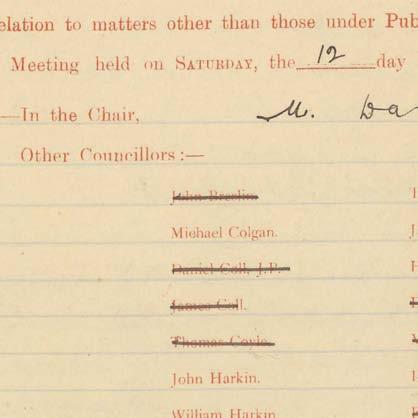 elation to matters other than those under Pub
Meeting held on SATURDAY, the 12 day
—In the Chair, M. Da
Other Councillors :—
John Breslin.
Michael Colgan.
Daniel Coll, J.P.
James Coll.
Thomas Coyle.
John Harkin.
William Harkin.